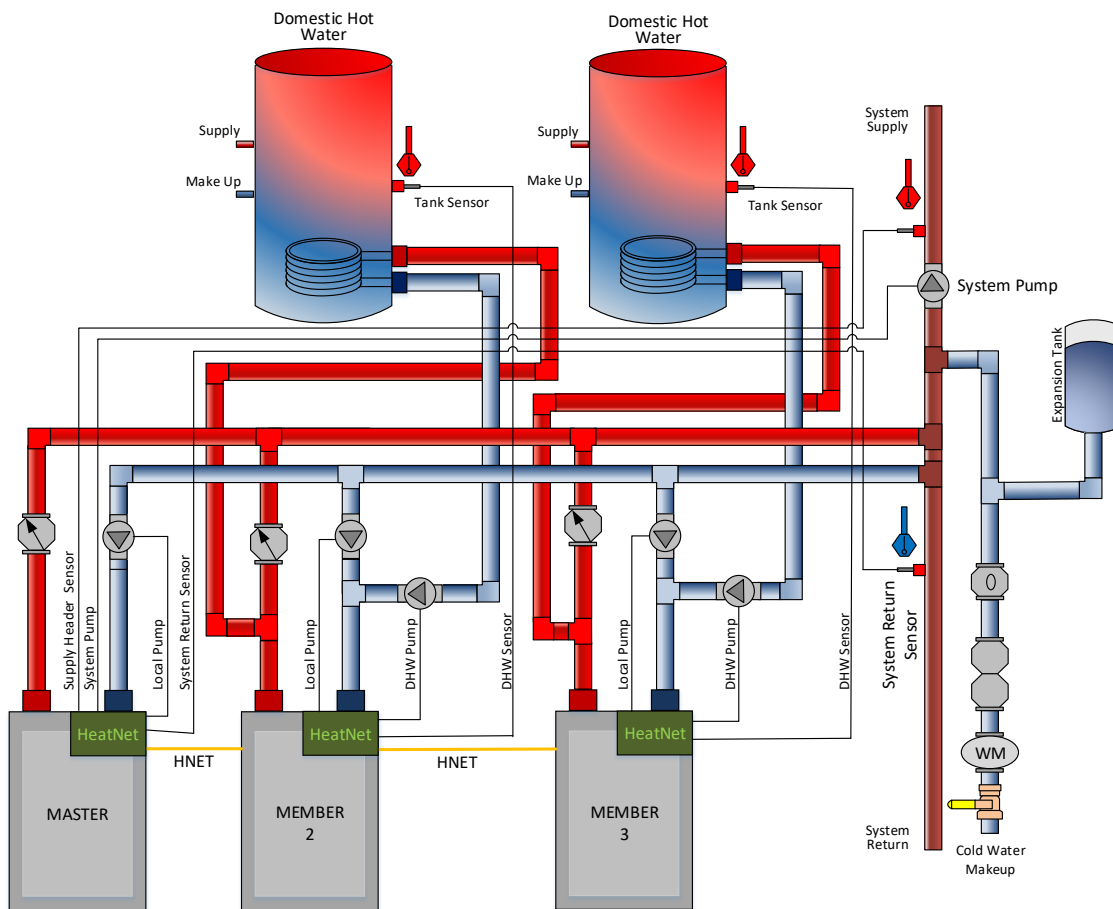 Domestic Hot
Water
Domestic Hot
Water
Supply
Make Up
Tank Sensor
Supply
Make Up
Tank Sensor
System
Supply
System Pump
Expansion Tank
Supply Header Sensor
System Pump
Local Pump
System Return Sensor
Local Pump
DHW Pump
DHW Sensor
Local Pump
DHW Pump
DHW Sensor
System Return
Sensor
HeatNet
HeatNet
HeatNet
HNET
HNET
MASTER
MEMBER
2
MEMBER
3
0
WM
System
Return
Cold Water
Makeup